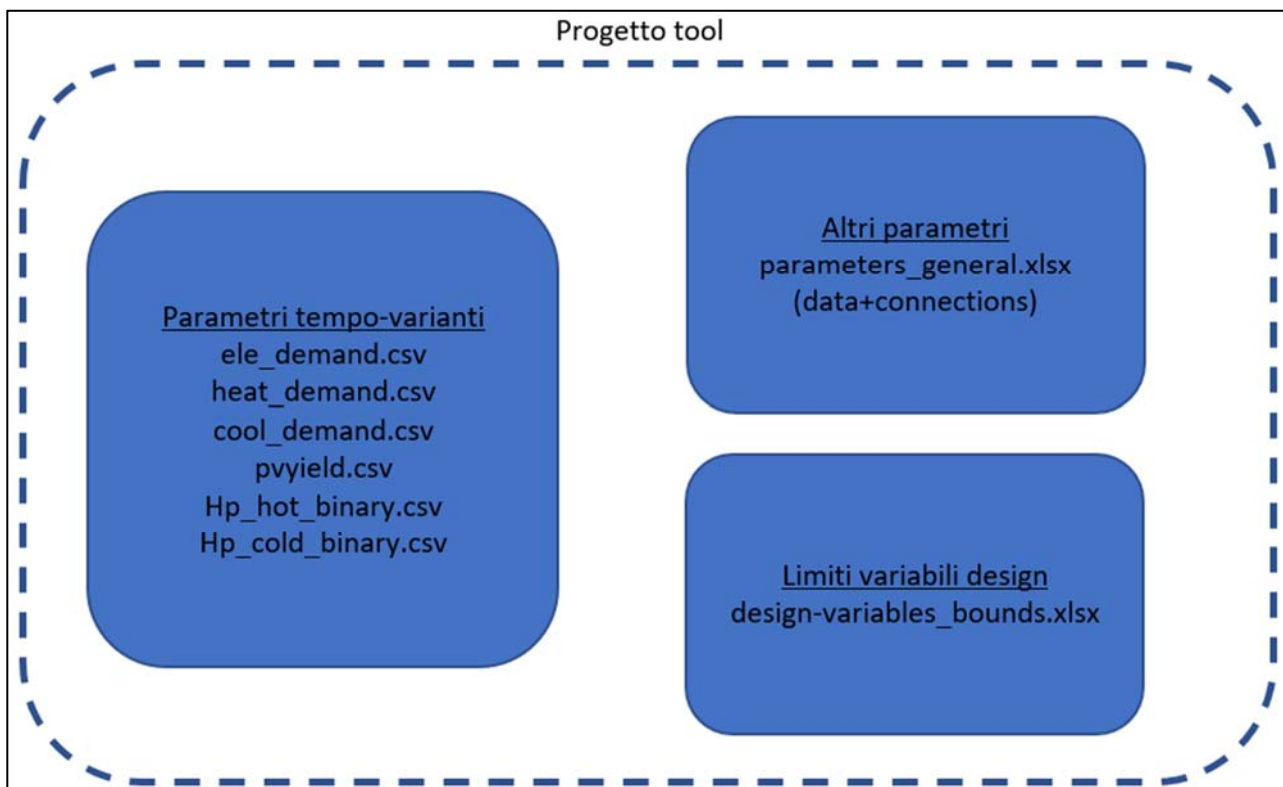 Progetto tool
Parametri tempo-varianti
ele_demand.csv
heat_demand.csv
cool_demand.csv
pvyield.csv
Hp_hot_binary.csv
Hp_cold_binary.csv
Altri parametri
parameters_general.xlsx
(data+connections)
Limiti variabili design
design-variables_bounds.xlsx